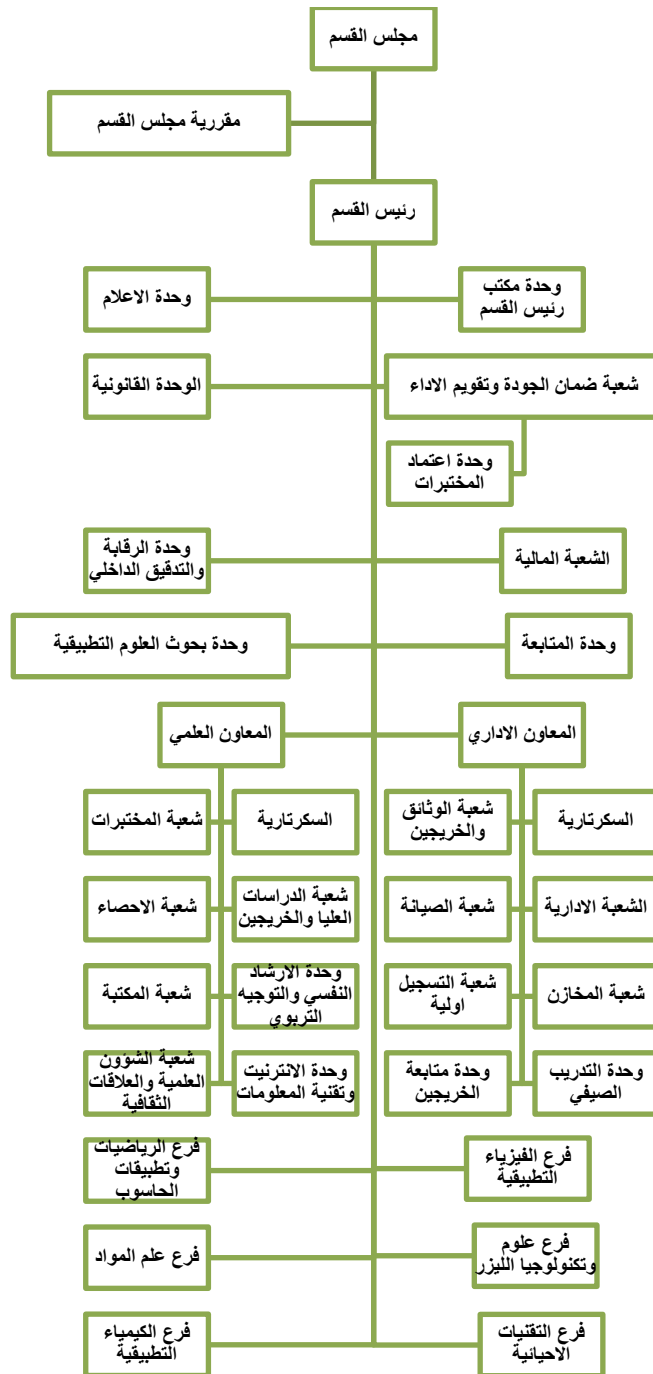 مجلس القسم
مقررية مجلس القسم
رئيس القسم
وحدة مكتب
رئيس القسم
وحدة الاعلام
شعبة ضمان الجودة وتقويم الاداء
الوحدة القانونية
وحدة اعتماد
المختبرات
الشعبة المالية
وحدة الرقابة
والتدقيق الداخلي
وحدة المتابعة
وحدة بحوث العلوم التطبيقية
المعاون الاداري
المعاون العلمي
السكرتارية
شعبة الوثائق
والخريجين
السكرتارية
شعبة المختبرات
الشعبة الادارية
شعبة الصيانة
شعبة الدراسات
العليا والخريجين
شعبة الاحصاء
شعبة المخازن
شعبة التسجيل
اولية
وحدة الارشاد
النفسي والتوجيه
التربوي
شعبة المكتبة
وحدة التدريب
الصيفي
وحدة متابعة
الخريجين
وحدة الانترنيت
وتقنية المعلومات
شعبة الشؤون
العلمية والعلاقات
الثقافية
فرع الفيزياء
التطبيقية
فرع الرياضيات
وتطبيقات
الحاسوب
فرع علوم
وتكنولوجيا الليزر
فرع علم المواد
فرع التقنيات
الاحيائية
فرع الكيمياء
التطبيقية